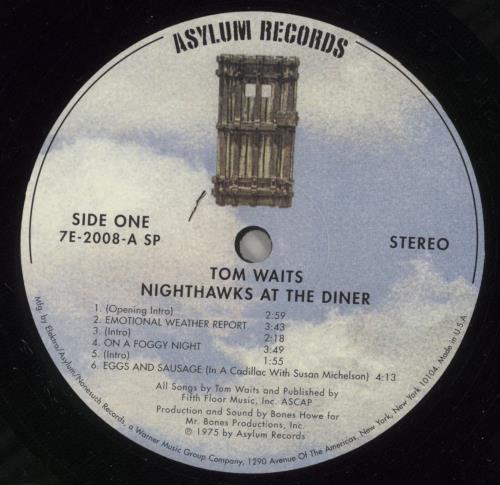 ASYLUM RECORDS
SIDE ONE
7E-2008-A SP
STEREO
TOM WAITS
NIGHTHAWKS AT THE DINER
1. (Opening Intro) 2:59
2. EMOTIONAL WEATHER REPORT 3:43
3. (Intro) 2:18
4. ON A FOGGY NIGHT 3:49
5. (Intro) 1:55
6. EGGS AND SAUSAGE (In A Cadillac With Susan Michelson) 4:13
All Songs by Tom Waits and Published by
Fifth Floor Music, Inc. ASCAP
Production and Sound by Bones Howe for
Mr. Bones Productions, Inc.
℗ 1975 by Asylum Records
Mfg. by Elektra/Asylum/Nonesuch Records, a Warner Music Group Company, 1290 Avenue Of The Americas, New York, New York 10104. Made in U.S.A.